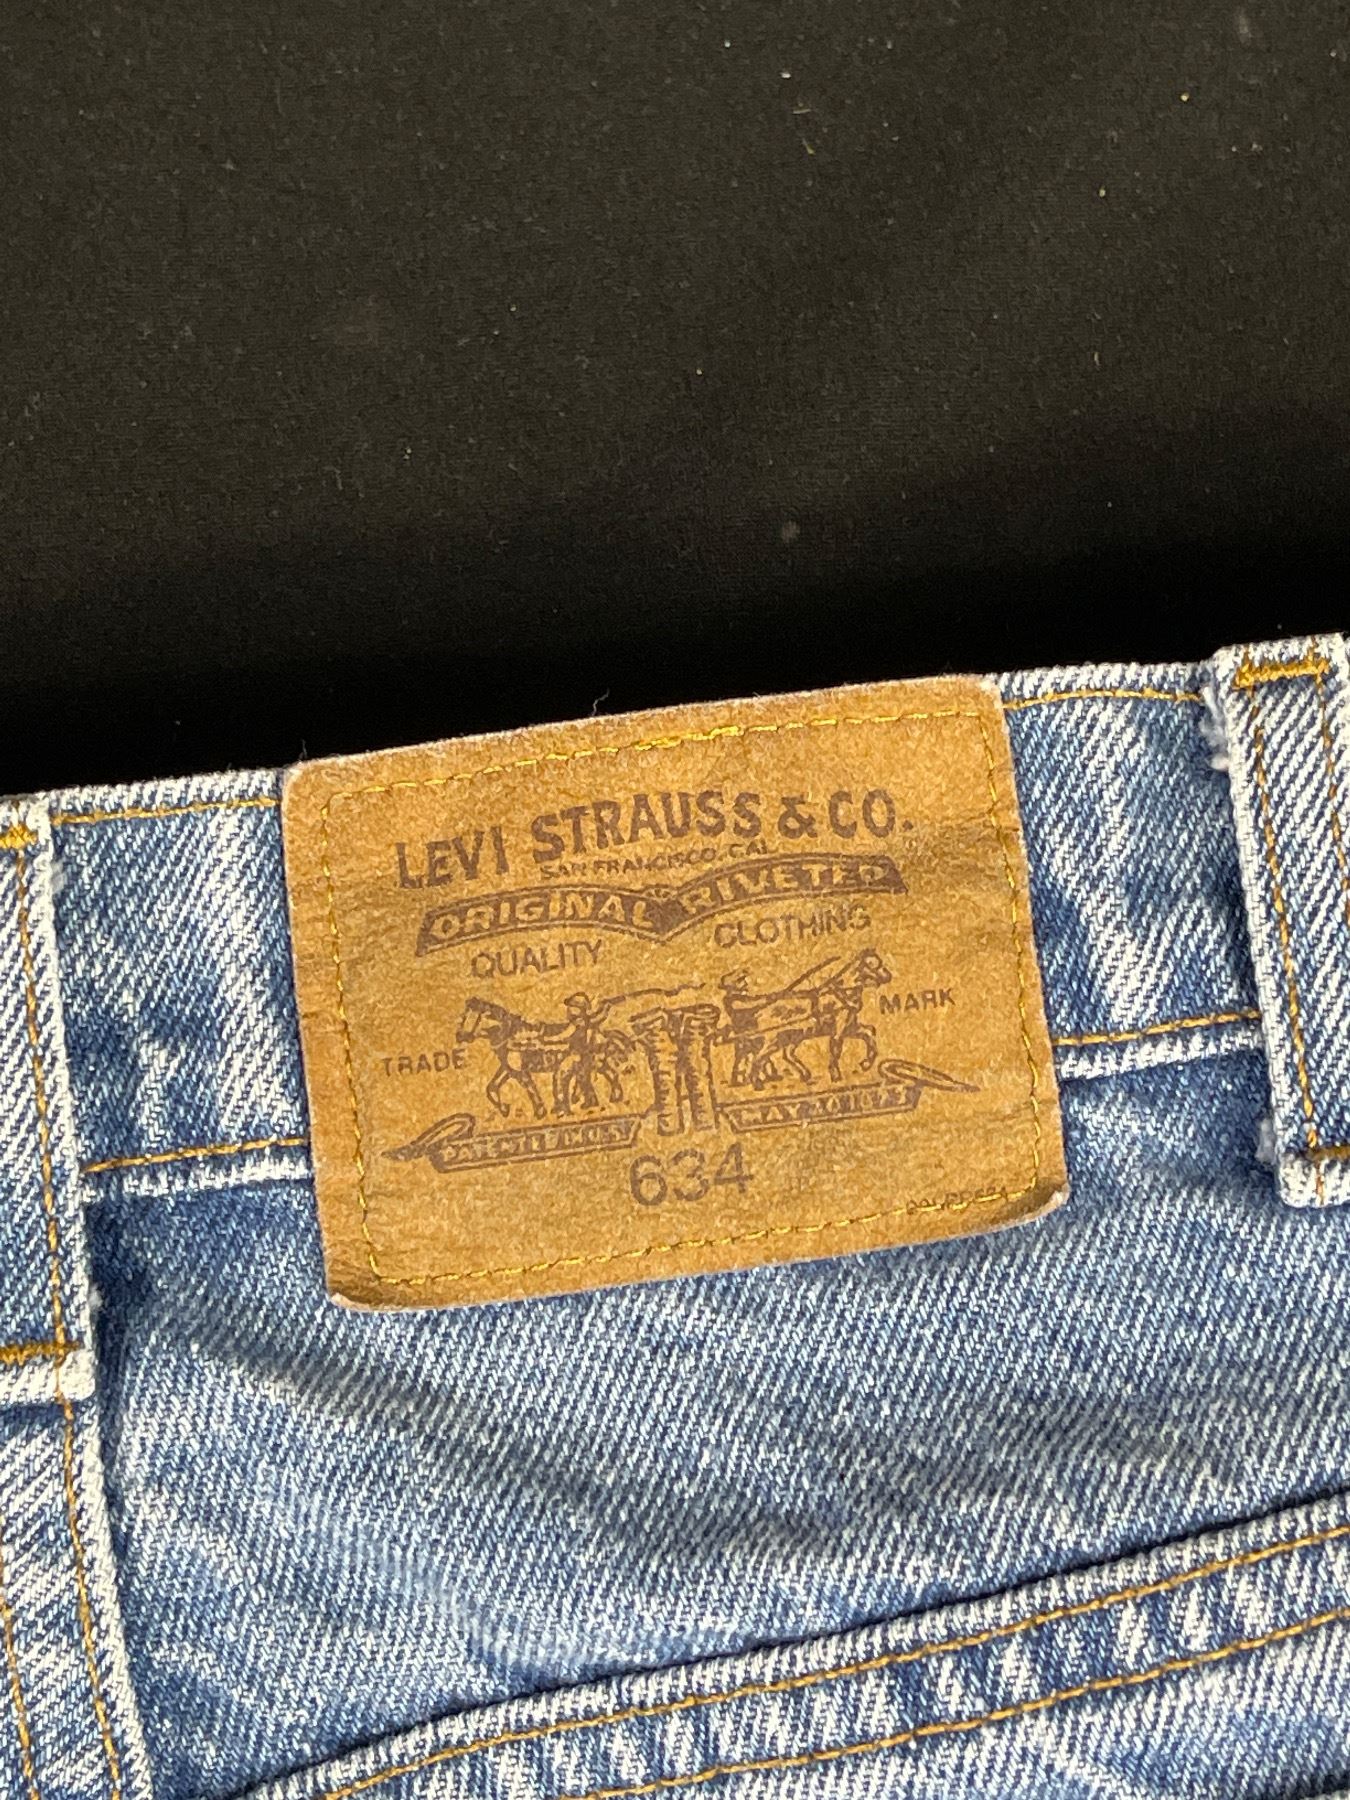 LEVI STRAUSS & CO.
SAN FRANCISCO, CAL.
ORIGINAL RIVETED
QUALITY CLOTHING
TRADE MARK
634